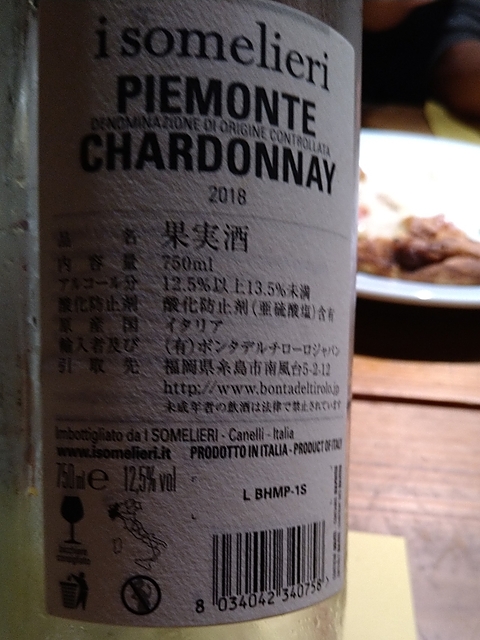 i somelieri
PIEMONTE
DENOMINAZIONE DI ORIGINE CONTROLLATA
CHARDONNAY
2018
品 名 果実酒
内 容 量 750ml
アルコール分 12.5%以上13.5%未満
酸化防止剤 酸化防止剤(亜硫酸塩)含有
原 産 国 イタリア
輸入者及び (有)ボンタデルチローロジャパン
引 取 先 福岡県糸島市南風台5-2-12
http://www.bontadeltirolo.jp
未成年者の飲酒は法律で禁止されています
Imbottigliato da I SOMELIERI - Canelli - Italia
www.isomelieri.it PRODOTTO IN ITALIA - PRODUCT OF ITALY
750 ml e 12,5% vol
L BHMP-1S
8 034042 340758